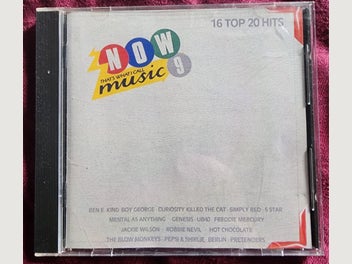 16 TOP 20 HITS
NOW
THAT'S WHAT I CALL
music 9
BEN E. KING · BOY GEORGE · CURIOSITY KILLED THE CAT · SIMPLY RED · 5 STAR
MENTAL AS ANYTHING · GENESIS · UB40 · FREDDIE MERCURY
JACKIE WILSON · ROBBIE NEVIL · HOT CHOCOLATE
THE BLOW MONKEYS · PEPSI & SHIRLIE · BERLIN · PRETENDERS